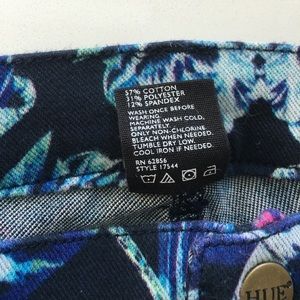 57% COTTON
31% POLYESTER
12% SPANDEX
WASH ONCE BEFORE
WEARING
MACHINE WASH COLD,
SEPARATELY.
ONLY NON-CHLORINE
BLEACH WHEN NEEDED.
TUMBLE DRY LOW.
COOL IRON IF NEEDED.
RN 62856
STYLE 17544
HUE